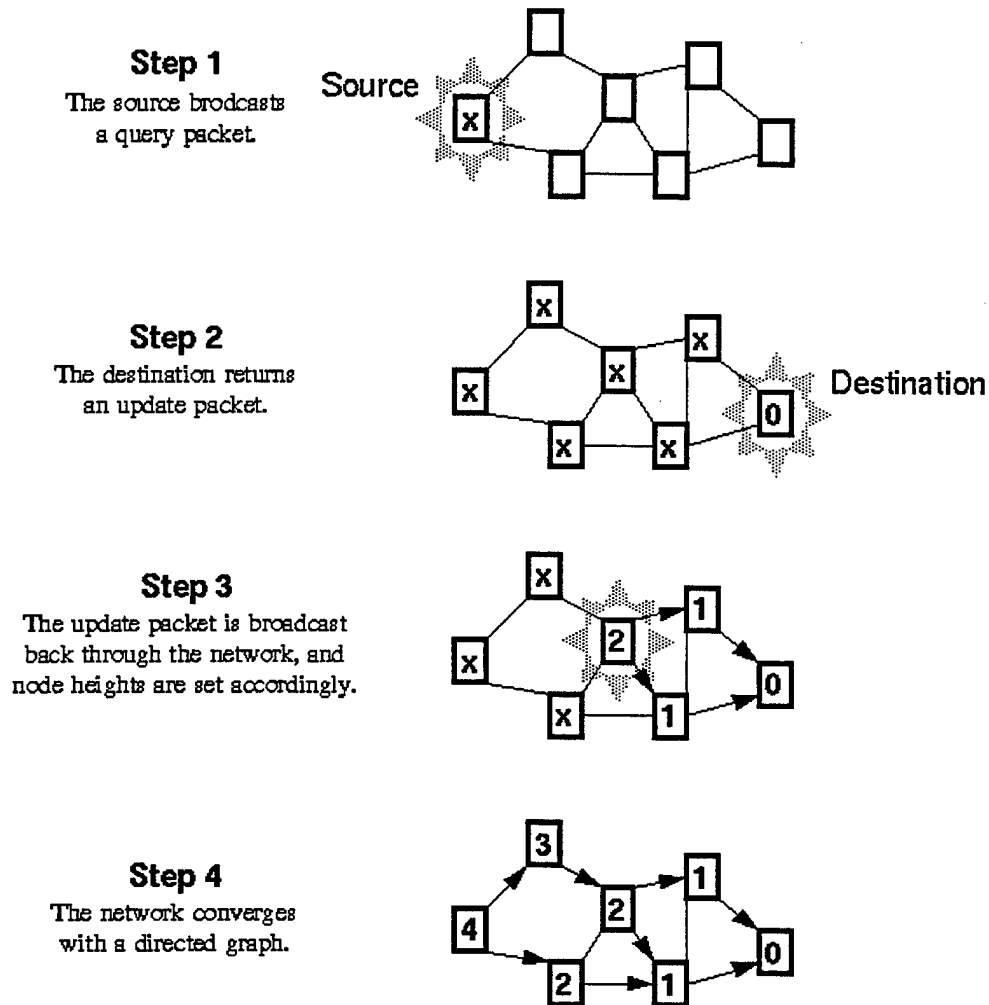 Step 1
The source brodcasts
a query packet.
Source
x
Step 2
The destination returns
an update packet.
x
x
x
x
x
x
0
Destination
Step 3
The update packet is broadcast
back through the network, and
node heights are set accordingly.
x
1
2
x
0
x
1
Step 4
The network converges
with a directed graph.
3
1
2
4
0
2
1